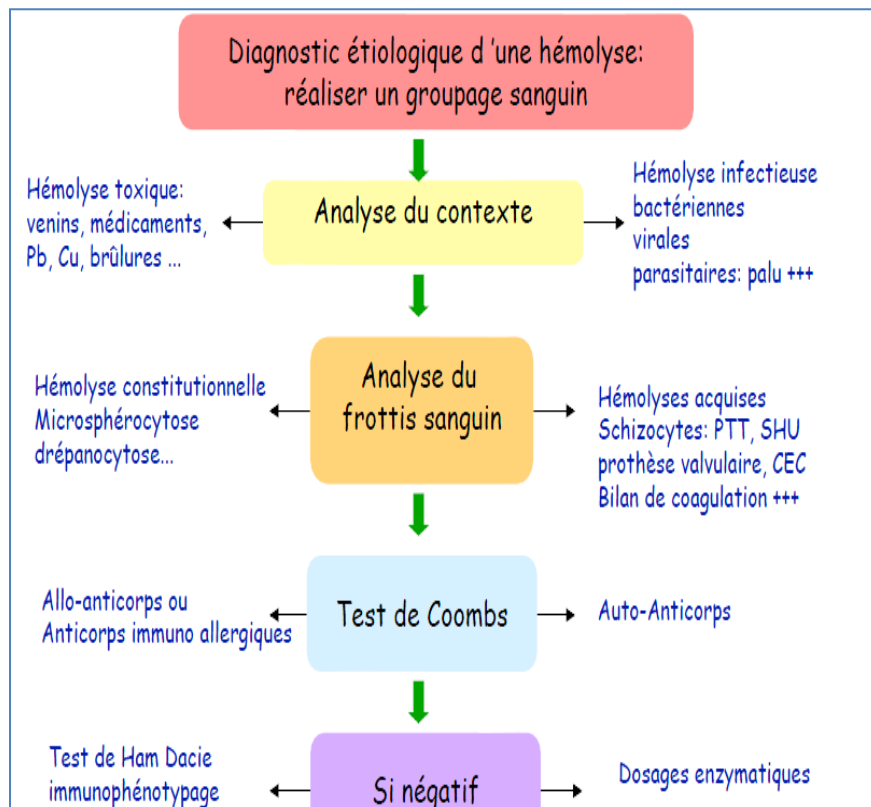 Diagnostic étiologique d ’une hémolyse:
réaliser un groupage sanguin
Hémolyse toxique:
venins, médicaments,
Pb, Cu, brûlures ...
Analyse du contexte
Hémolyse infectieuse
bactériennes
virales
parasitaires: palu +++
Hémolyse constitutionnelle
Microsphérocytose
drépanocytose...
Analyse du
frottis sanguin
Hémolyses acquises
Schizocytes: PTT, SHU
prothèse valvulaire, CEC
Bilan de coagulation +++
Allo-anticorps ou
Anticorps immuno allergiques
Test de Coombs
Auto-Anticorps
Test de Ham Dacie
immunophénotypage
Si négatif
Dosages enzymatiques